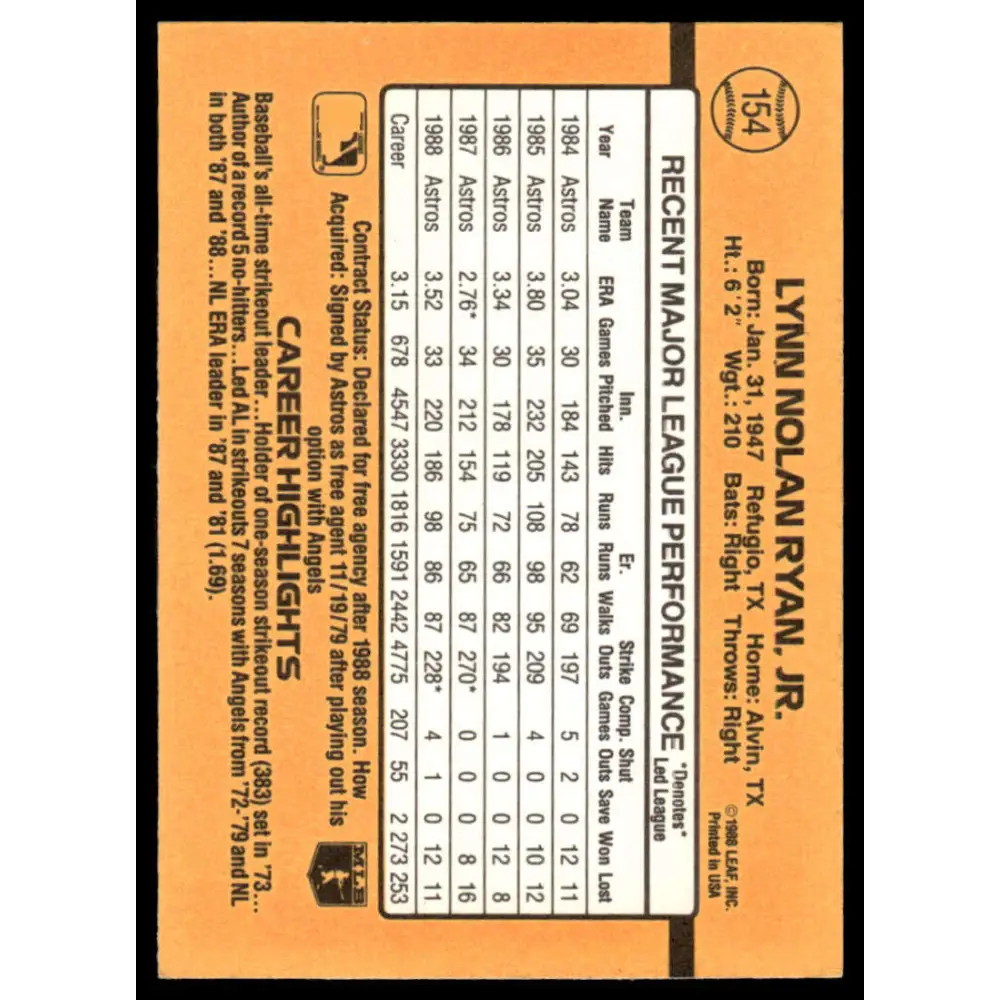 154
LYNN NOLAN RYAN, JR.
Born: Jan. 31, 1947 Refugio, TX Home: Alvin, TX
Ht.: 6'2" Wgt.: 210 Bats: Right Throws: Right
©1988 LEAF, INC.
Printed in USA
RECENT MAJOR LEAGUE PERFORMANCE *Denotes* Led League
Year Team Name ERA Games Inn. Pitched Hits Runs Er. Runs Walks Strike Outs Comp. Games Shut Outs Save Won Lost
1984 Astros 3.04 30 184 143 78 62 69 197 5 2 0 12 11
1985 Astros 3.80 35 232 205 108 98 95 209 4 0 0 10 12
1986 Astros 3.34 30 178 119 72 66 82 194 1 0 0 12 8
1987 Astros 2.76* 34 212 154 75 65 87 270* 0 0 0 8 16
1988 Astros 3.52 33 220 186 98 86 87 228* 4 1 0 12 11
Career 3.15 678 4547 3330 1816 1591 2442 4775 207 55 2 273 253
Contract Status: Declared for free agency after 1988 season. How
Acquired: Signed by Astros as free agent 11/19/79 after playing out his
option with Angels
MLB
CAREER HIGHLIGHTS
Baseball's all-time strikeout leader...Holder of one-season strikeout record (383) set in '73...
Author of a record 5 no-hitters...Led AL in strikeouts 7 seasons with Angels from '72-'79 and NL
in both '87 and '88...NL ERA leader in '87 and '81 (1.69).